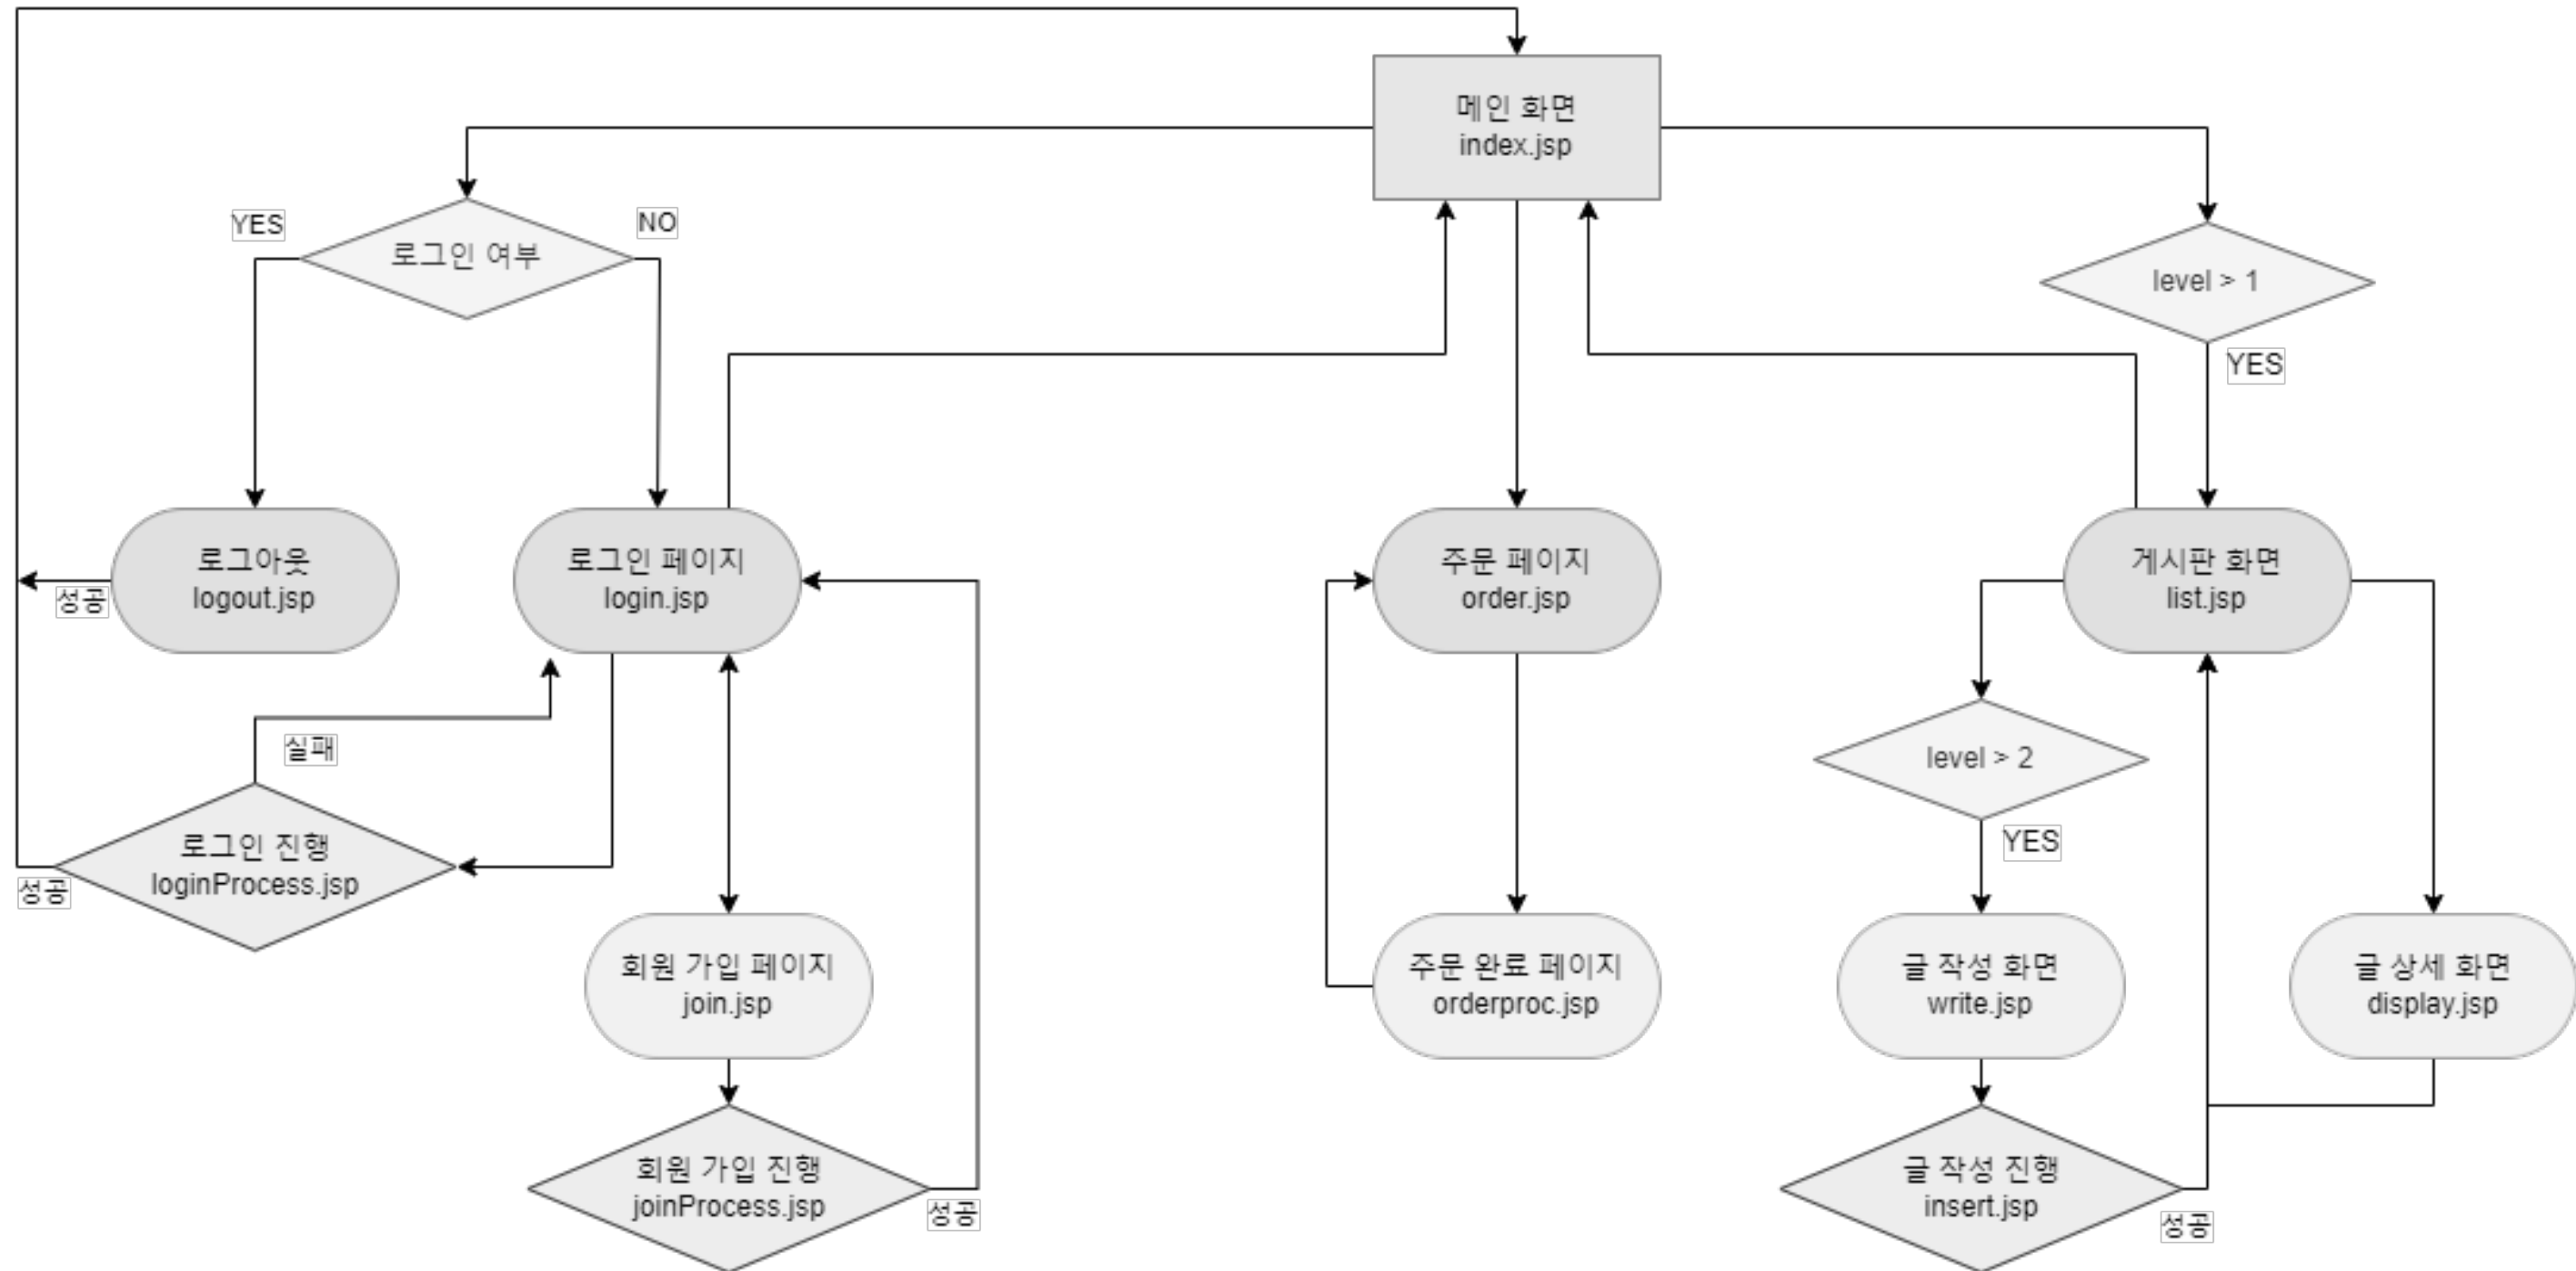 메인 화면
index.jsp
YES
로그인 여부
NO
level > 1
YES
로그아웃
logout.jsp
성공
로그인 페이지
login.jsp
주문 페이지
order.jsp
게시판 화면
list.jsp
실패
level > 2
YES
로그인 진행
loginProcess.jsp
성공
회원 가입 페이지
join.jsp
주문 완료 페이지
orderproc.jsp
글 작성 화면
write.jsp
글 상세 화면
display.jsp
회원 가입 진행
joinProcess.jsp
성공
글 작성 진행
insert.jsp
성공